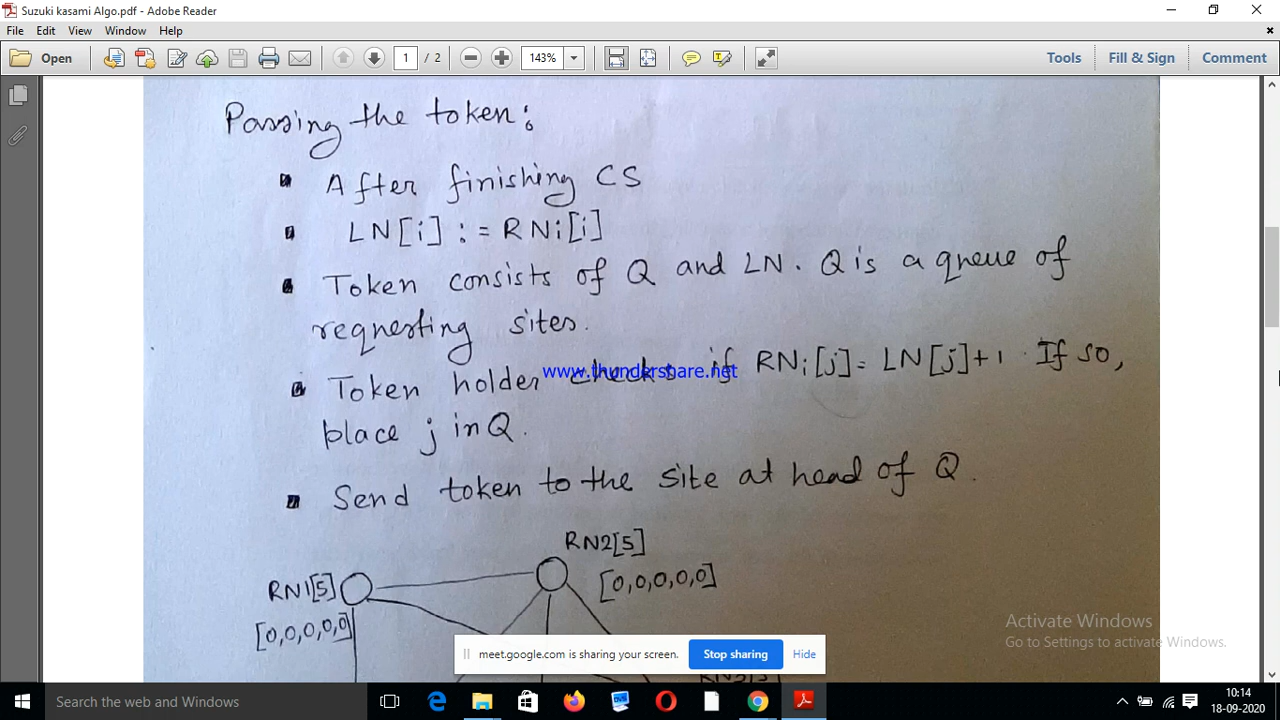 Suzuki kasami Algo.pdf - Adobe Reader
File Edit View Window Help
Open 1 / 2 143% Tools Fill & Sign Comment
Passing the token:
After finishing CS
LN[i] := RNi[i]
Token consists of Q and LN. Q is a queue of
requesting sites.
Token holder checks if RNi[j]= LN[j]+1. If so,
www.thundershare.net
place j in Q.
Send token to the site at head of Q.
RN2[5]
RN1[5]
[0,0,0,0,0]
[0,0,0,0,0]
Activate Windows
Go to Settings to activate Windows.
meet.google.com is sharing your screen. Stop sharing Hide
Search the web and Windows
10:14
18-09-2020